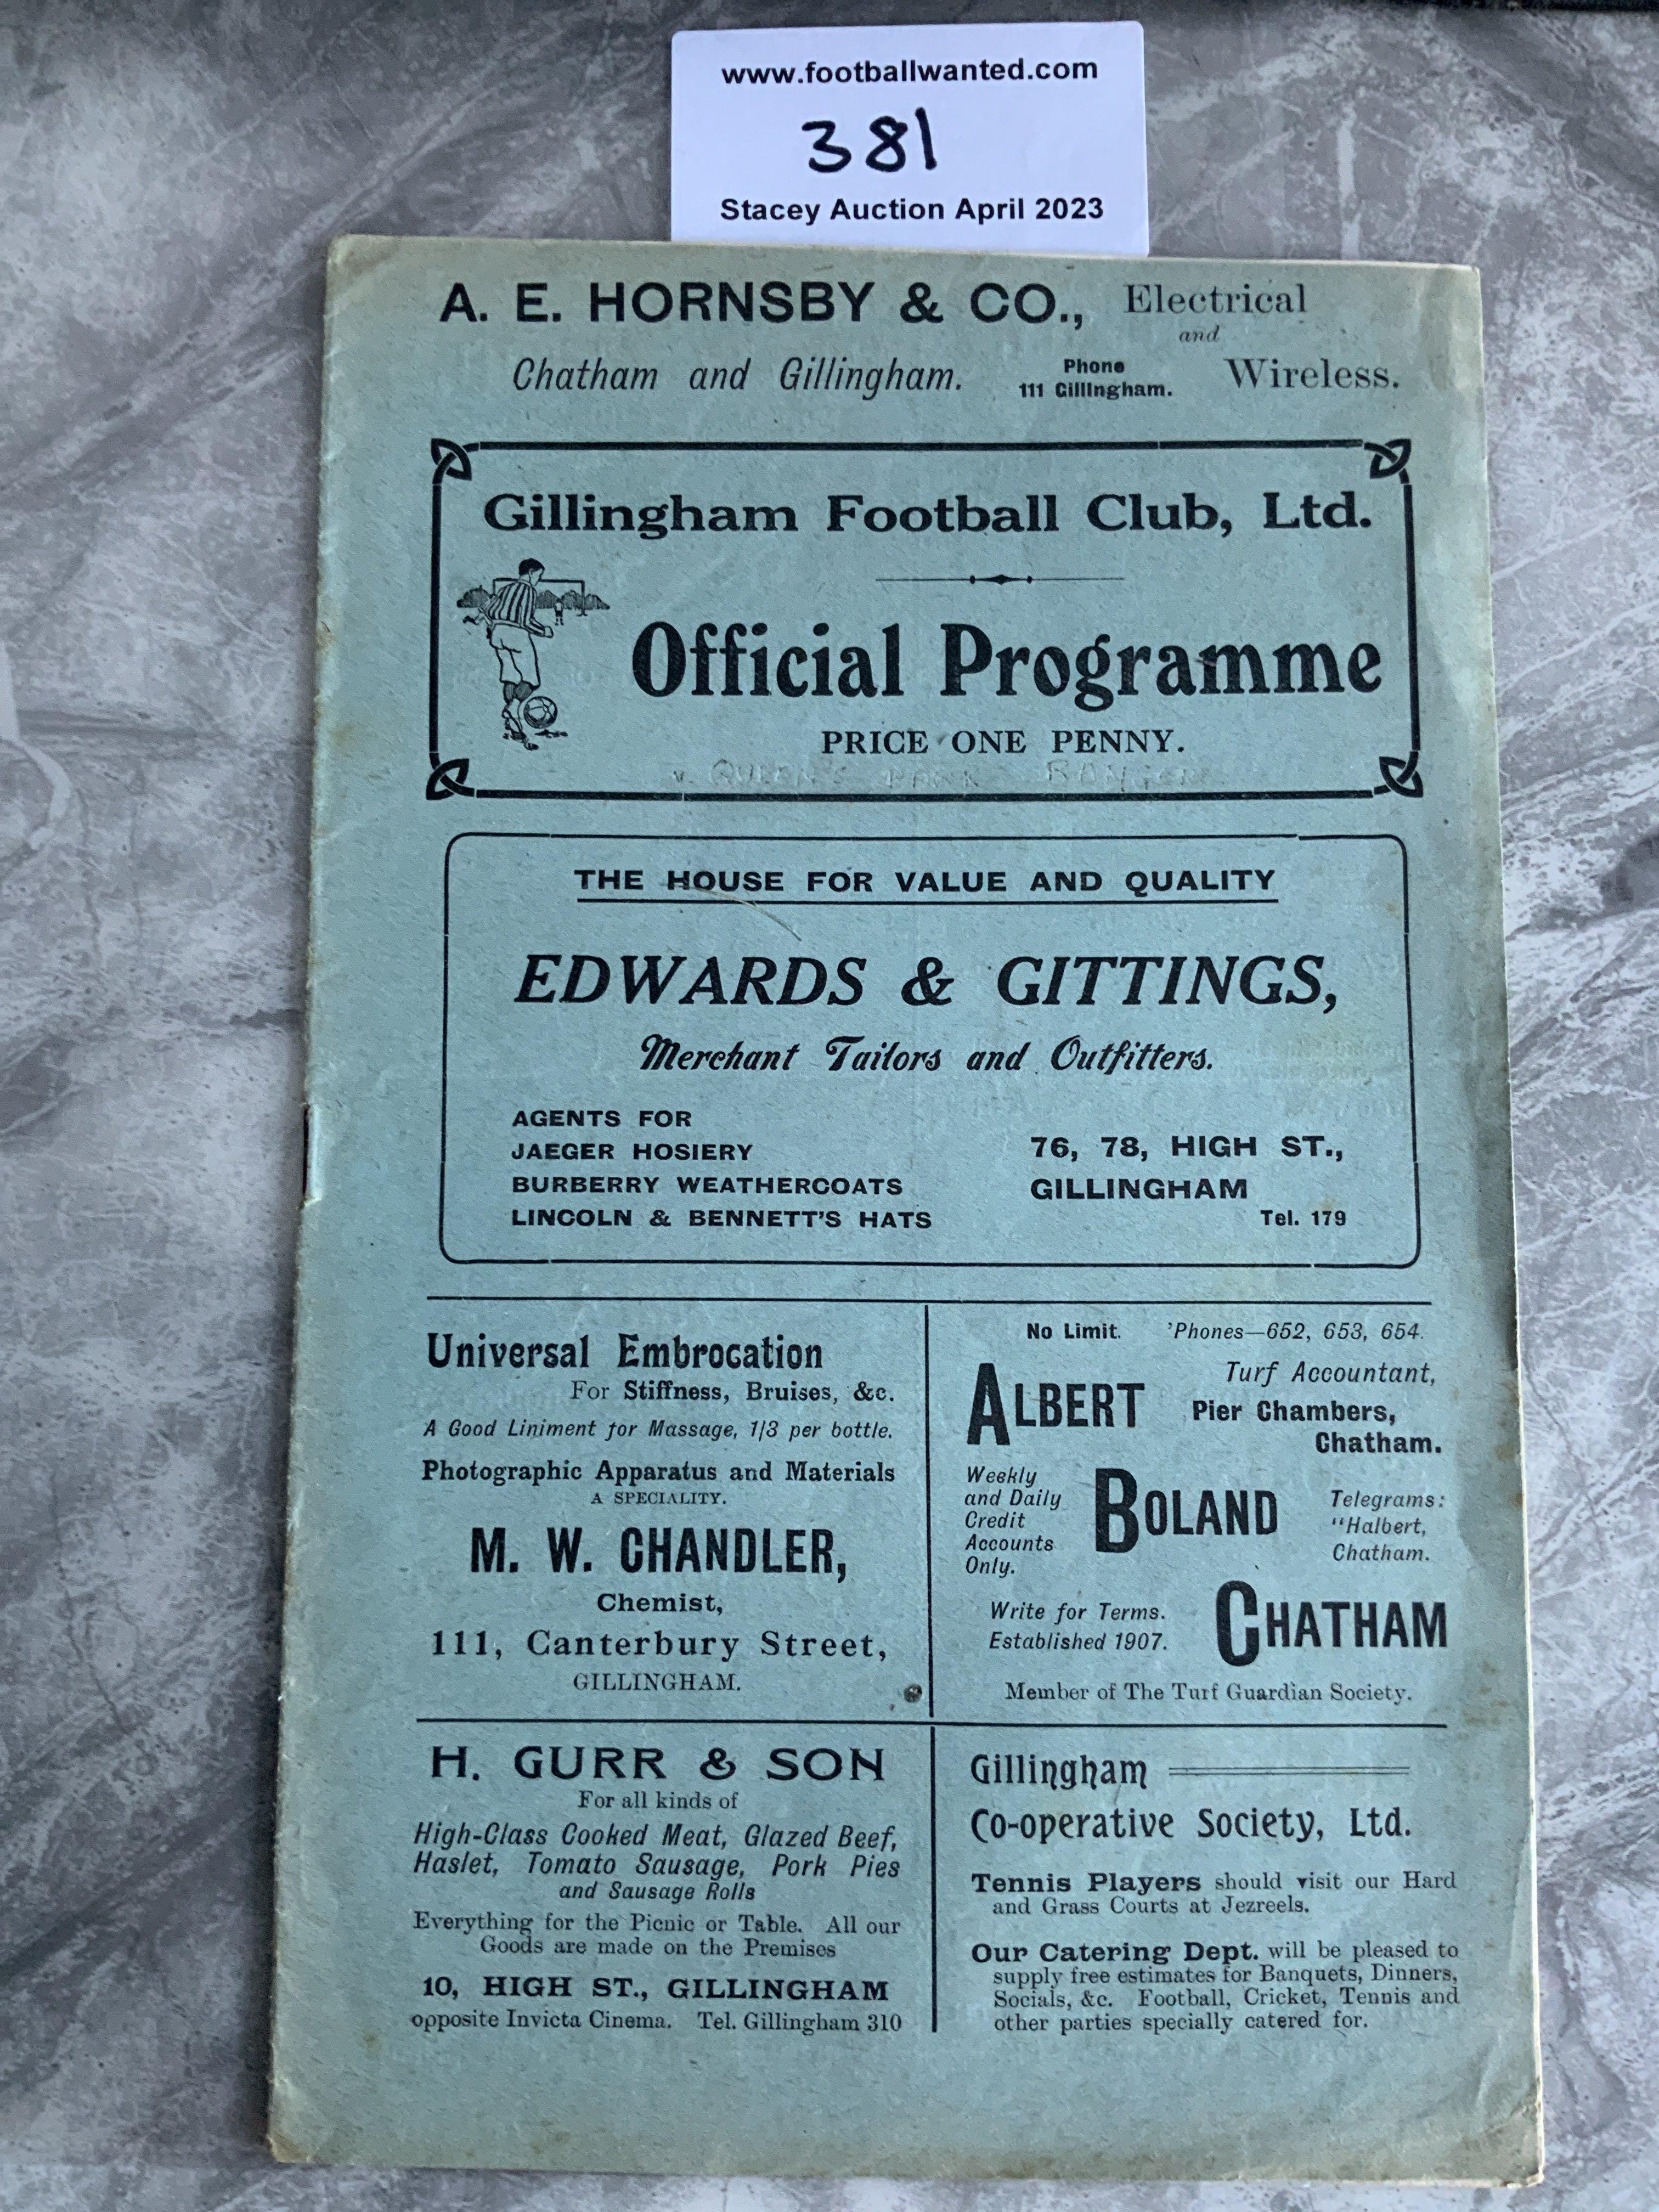 www.footballwanted.com
381
Stacey Auction April 2023
A. E. HORNSBY & CO., Electrical
and
Chatham and Gillingham. Phone Wireless.
111 Gillingham.
Gillingham Football Club, Ltd.
Official Programme
PRICE ONE PENNY.
v. QUEEN'S PARK RANGERS
THE HOUSE FOR VALUE AND QUALITY
EDWARDS & GITTINGS,
Merchant Tailors and Outfitters.
AGENTS FOR
JAEGER HOSIERY
BURBERRY WEATHERCOATS
LINCOLN & BENNETT'S HATS
76, 78, HIGH ST.,
GILLINGHAM
Tel. 179
Universal Embrocation
For Stiffness, Bruises, &c.
A Good Liniment for Massage, 1/3 per bottle.
Photographic Apparatus and Materials
A SPECIALITY.
M. W. CHANDLER,
Chemist,
111, Canterbury Street,
GILLINGHAM.
No Limit. 'Phones—652, 653, 654.
ALBERT
Turf Accountant,
Pier Chambers,
Chatham.
Weekly
and Daily
Credit
Accounts
Only.
BOLAND
Telegrams:
"Halbert,
Chatham.
Write for Terms.
Established 1907.
CHATHAM
Member of The Turf Guardian Society.
H. GURR & SON
For all kinds of
High-Class Cooked Meat, Glazed Beef,
Haslet, Tomato Sausage, Pork Pies
and Sausage Rolls
Everything for the Picnic or Table. All our
Goods are made on the Premises
10, HIGH ST., GILLINGHAM
opposite Invicta Cinema. Tel. Gillingham 310
Gillingham
Co-operative Society, Ltd.
Tennis Players should visit our Hard
and Grass Courts at Jezreels.
Our Catering Dept. will be pleased to
supply free estimates for Banquets, Dinners,
Socials, &c. Football, Cricket, Tennis and
other parties specially catered for.